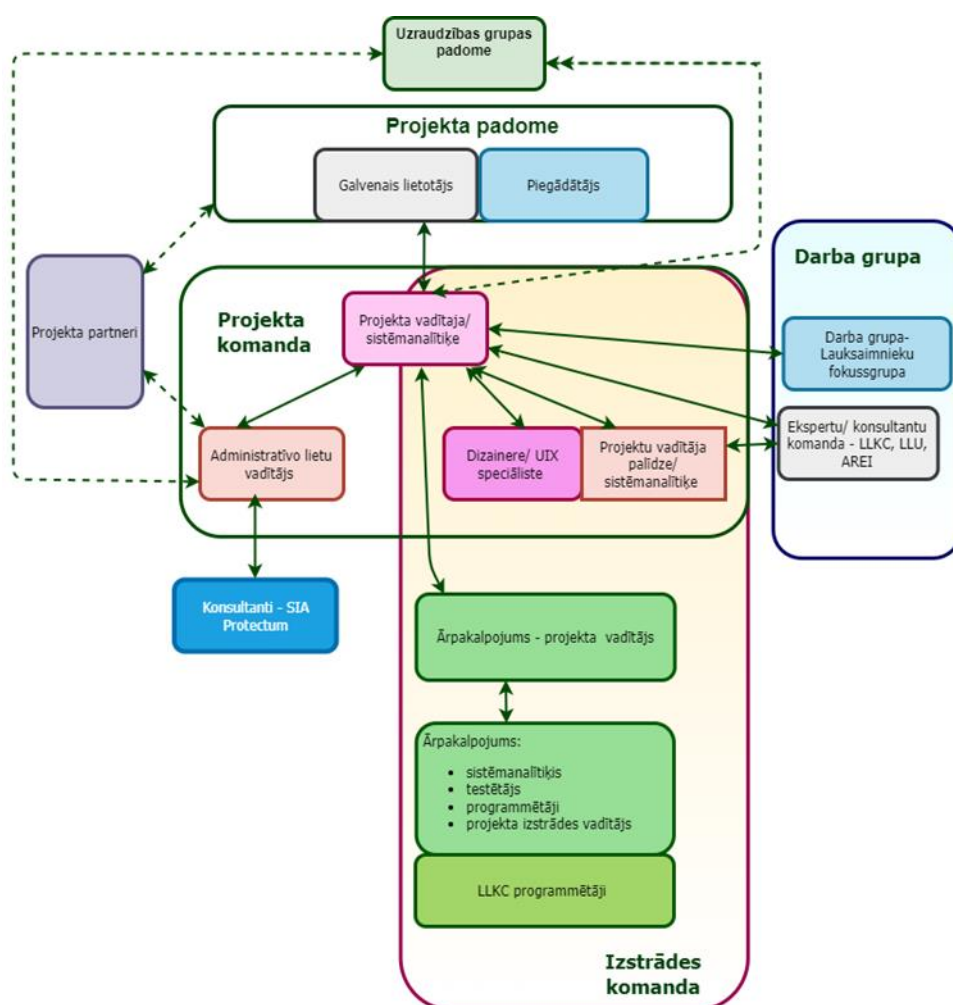 Uzraudzības grupas
padome
Projekta padome
Galvenais lietotājs
Piegādātājs
Darba grupa
Projekta partneri
Projekta
komanda
Projekta vadītaja/
sistēmanalītiķe
Darba grupa-
Lauksaimnieku
fokussgrupa
Administratīvo lietu
vadītājs
Dizainere/ UIX
speciāliste
Projektu vadītāja
palīdze/
sistēmanalītiķe
Ekspertu/ konsultantu
komanda - LLKC, LLU,
AREI
Konsultanti - SIA
Protectum
Ārpakalpojums - projekta vadītājs
Ārpakalpojums:
• sistēmanalītiķis
• testētājs
• programmētāji
• projekta izstrādes vadītājs
LLKC programmētāji
Izstrādes
komanda